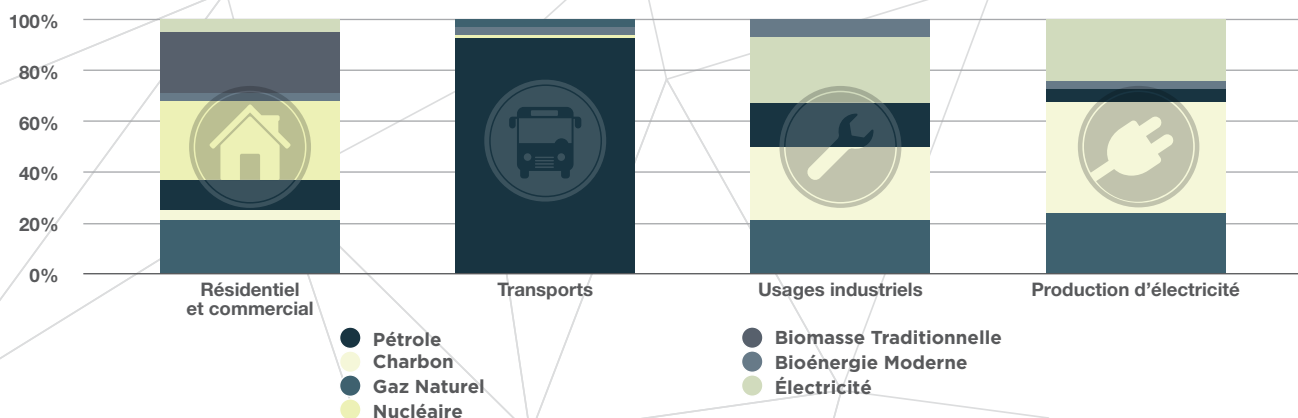 100%
80%
60%
40%
20%
0%
Résidentiel
et commercial
Transports
Usages industriels
Production d’électricité
Pétrole
Charbon
Gaz Naturel
Nucléaire
Biomasse Traditionnelle
Bioénergie Moderne
Électricité